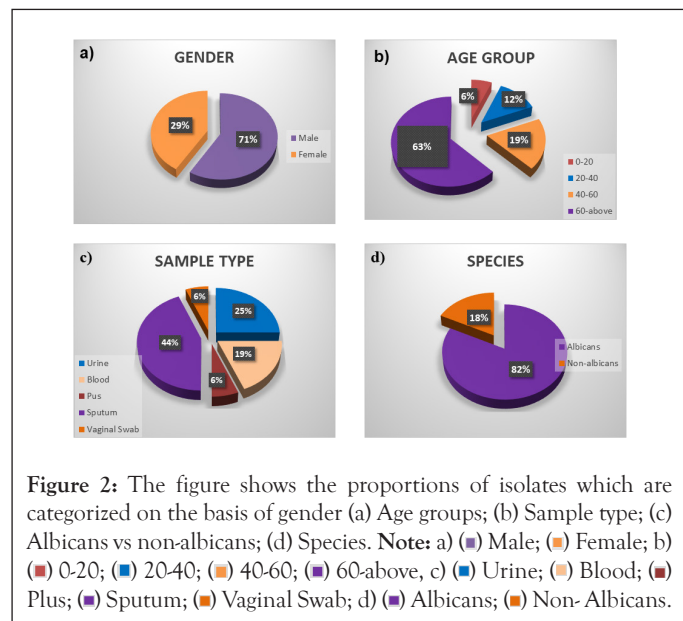 a)
GENDER
29%
71%
Male
Female
b)
AGE GROUP
6%
12%
19%
63%
0-20
20-40
40-60
60-above
c)
SAMPLE TYPE
6%
25%
44%
19%
6%
Urine
Blood
Pus
Sputum
Vaginal Swab
d)
SPECIES
18%
82%
Albicans
Non-albicans
Figure 2: The figure shows the proportions of isolates which are
categorized on the basis of gender (a) Age groups; (b) Sample type; (c)
Albicans vs non-albicans; (d) Species. Note: a) (■) Male; (■) Female; b)
(■) 0-20; (■) 20-40; (■) 40-60; (■) 60-above, c) (■) Urine; (■) Blood; (■)
Plus; (■) Sputum; (■) Vaginal Swab; d) (■) Albicans; (■) Non- Albicans.